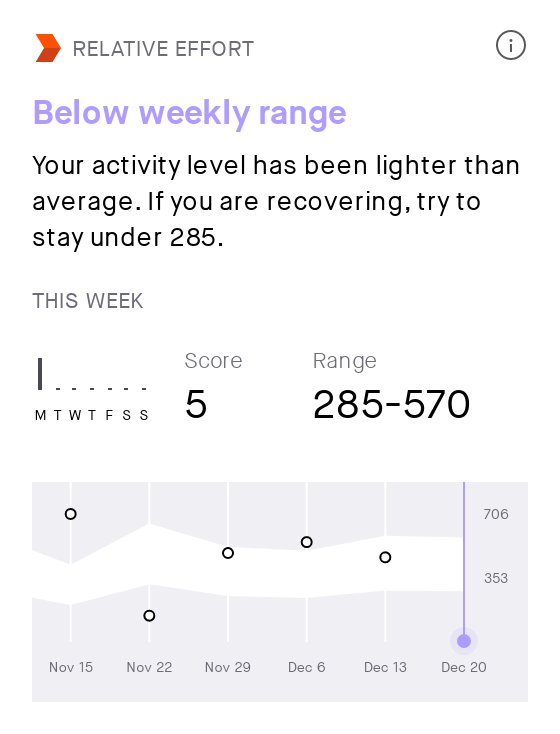 RELATIVE EFFORT
Below weekly range
Your activity level has been lighter than
average. If you are recovering, try to
stay under 285.
THIS WEEK
Score Range
5 285-570
M T W T F S S
706
353
Nov 15 Nov 22 Nov 29 Dec 6 Dec 13 Dec 20